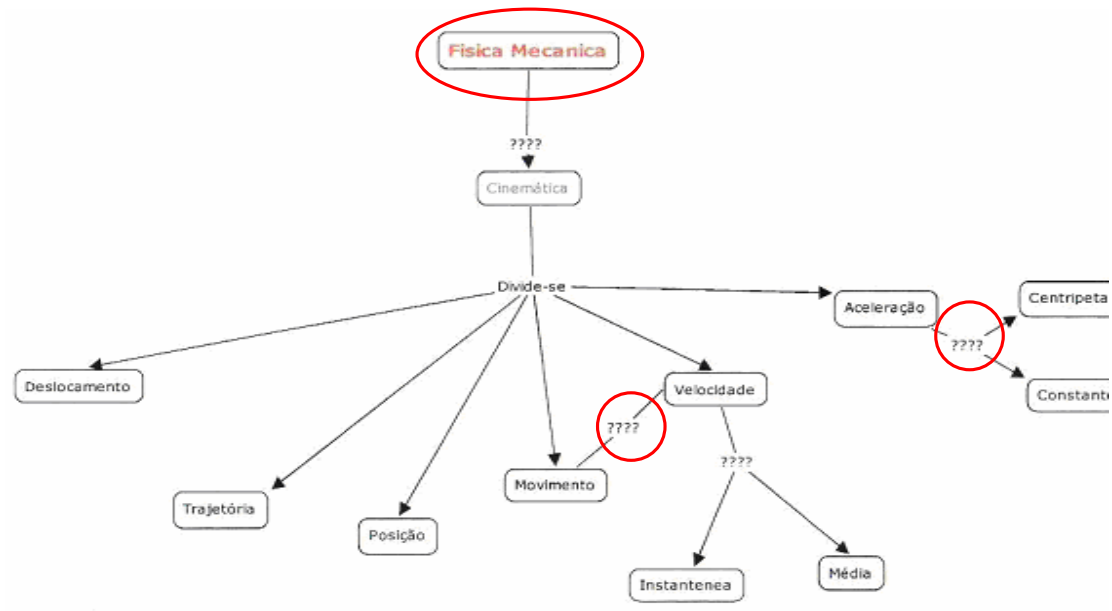 Fisica Mecanica
????
Cinemática
Divide-se
Aceleração
Centripeta
????
Constante
Deslocamento
Velocidade
????
Movimento
????
Trajetória
Posição
Instantenea
Média